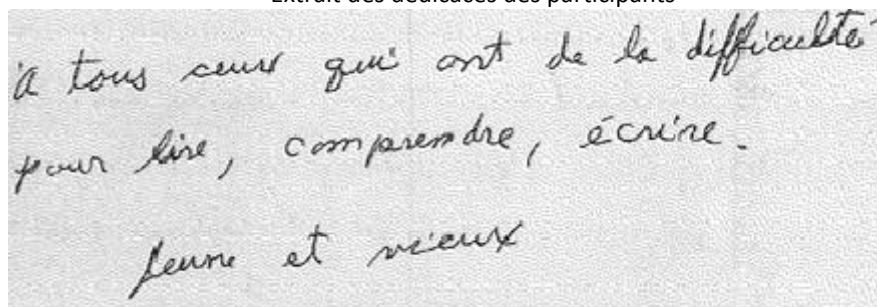 Extrait des dédicaces des participants
à tous ceux qui ont de la difficulté
pour lire, comprendre, écrire.
Jeune et vieux